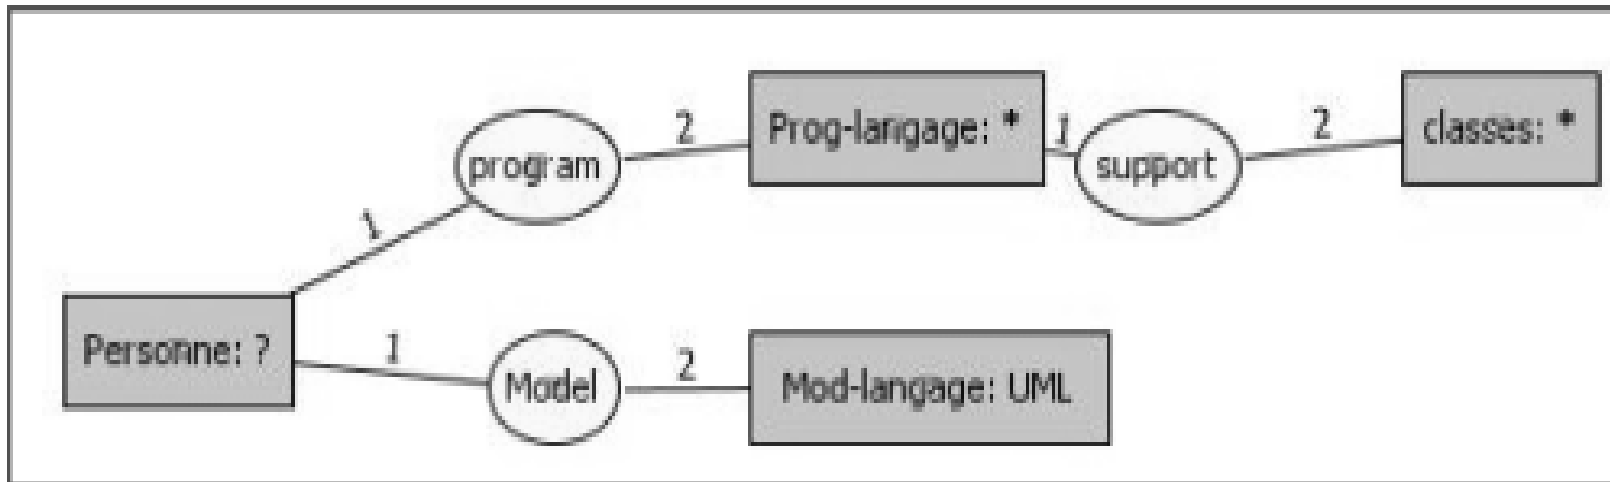 program
1
2
Prog-langage: *
1
support
2
classes: *
Personne: ?
1
Model
2
Mod-langage: UML